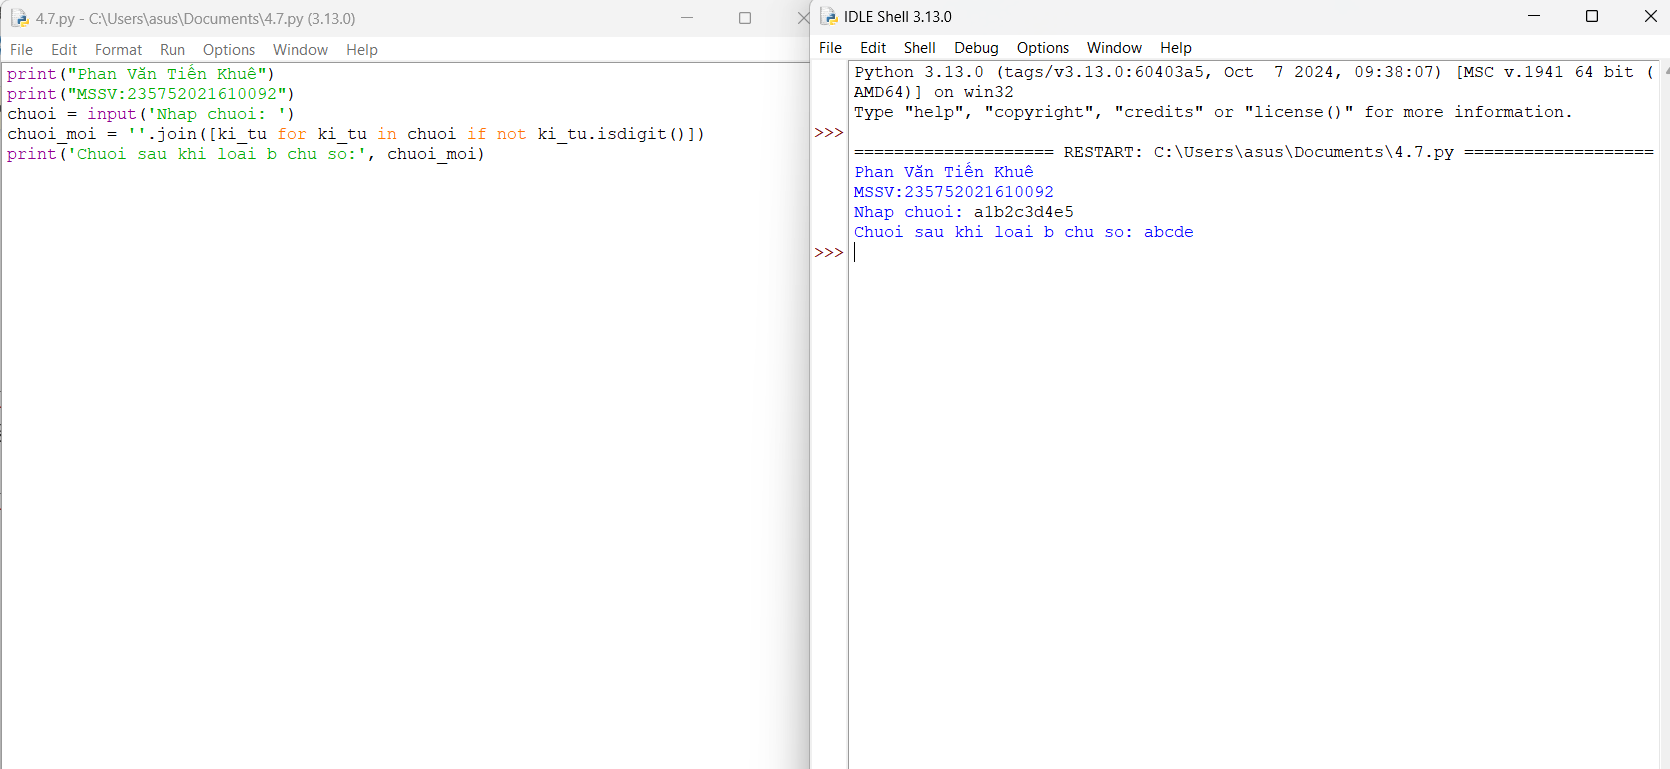 4.7.py - C:\Users\asus\Documents\4.7.py (3.13.0)
File Edit Format Run Options Window Help
print("Phan Văn Tiến Khuê")
print("MSSV:235752021610092")
chuoi = input('Nhap chuoi: ')
chuoi_moi = ''.join([ki_tu for ki_tu in chuoi if not ki_tu.isdigit()])
print('Chuoi sau khi loai b chu so:', chuoi_moi)
IDLE Shell 3.13.0
File Edit Shell Debug Options Window Help
Python 3.13.0 (tags/v3.13.0:60403a5, Oct  7 2024, 09:38:07) [MSC v.1941 64 bit (
AMD64)] on win32
Type "help", "copyright", "credits" or "license()" for more information.
>>>
==================== RESTART: C:\Users\asus\Documents\4.7.py ===================
Phan Văn Tiến Khuê
MSSV:235752021610092
Nhap chuoi: a1b2c3d4e5
Chuoi sau khi loai b chu so: abcde
>>>